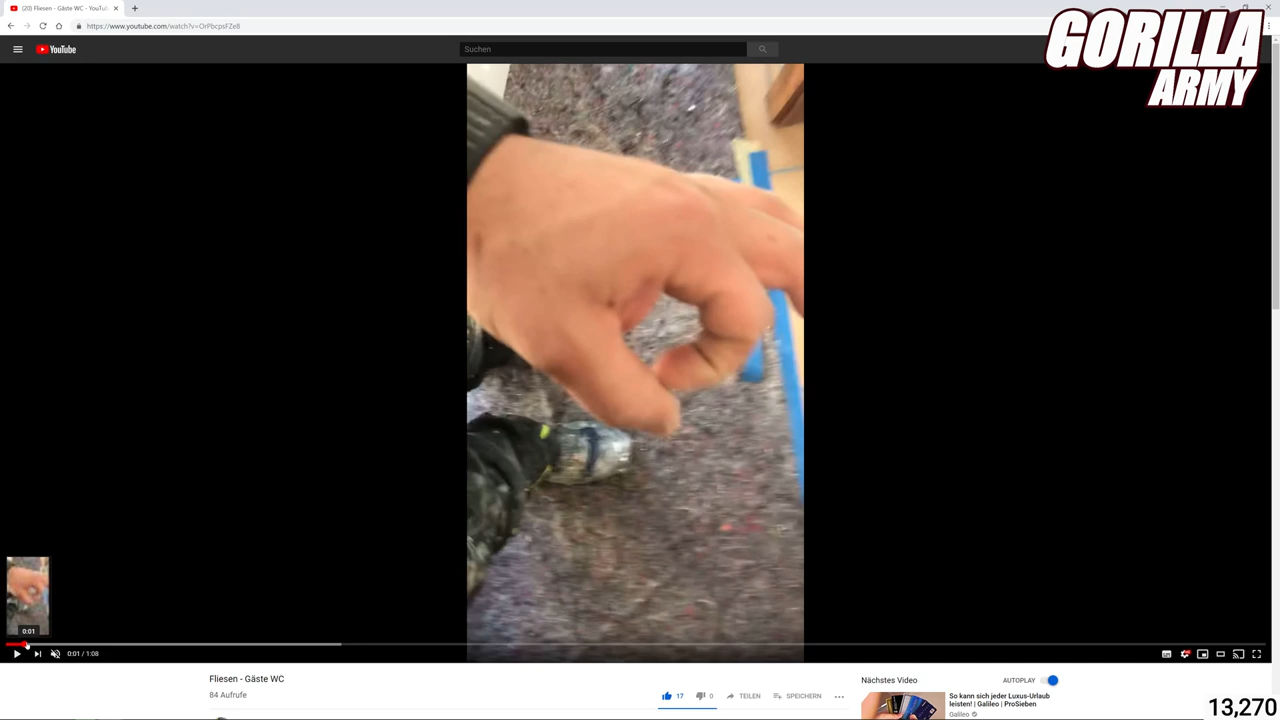 (20) Fliesen - Gäste WC - YouTub
https://www.youtube.com/watch?v=OrPbcpsFZe8
YouTube
Suchen
GORILLA
ARMY
0:01
0:01 / 1:08
Fliesen - Gäste WC
84 Aufrufe
17
0
TEILEN
SPEICHERN
Nächstes Video
AUTOPLAY
So kann sich jeder Luxus-Urlaub
leisten! | Galileo | ProSieben
Galileo
13,270